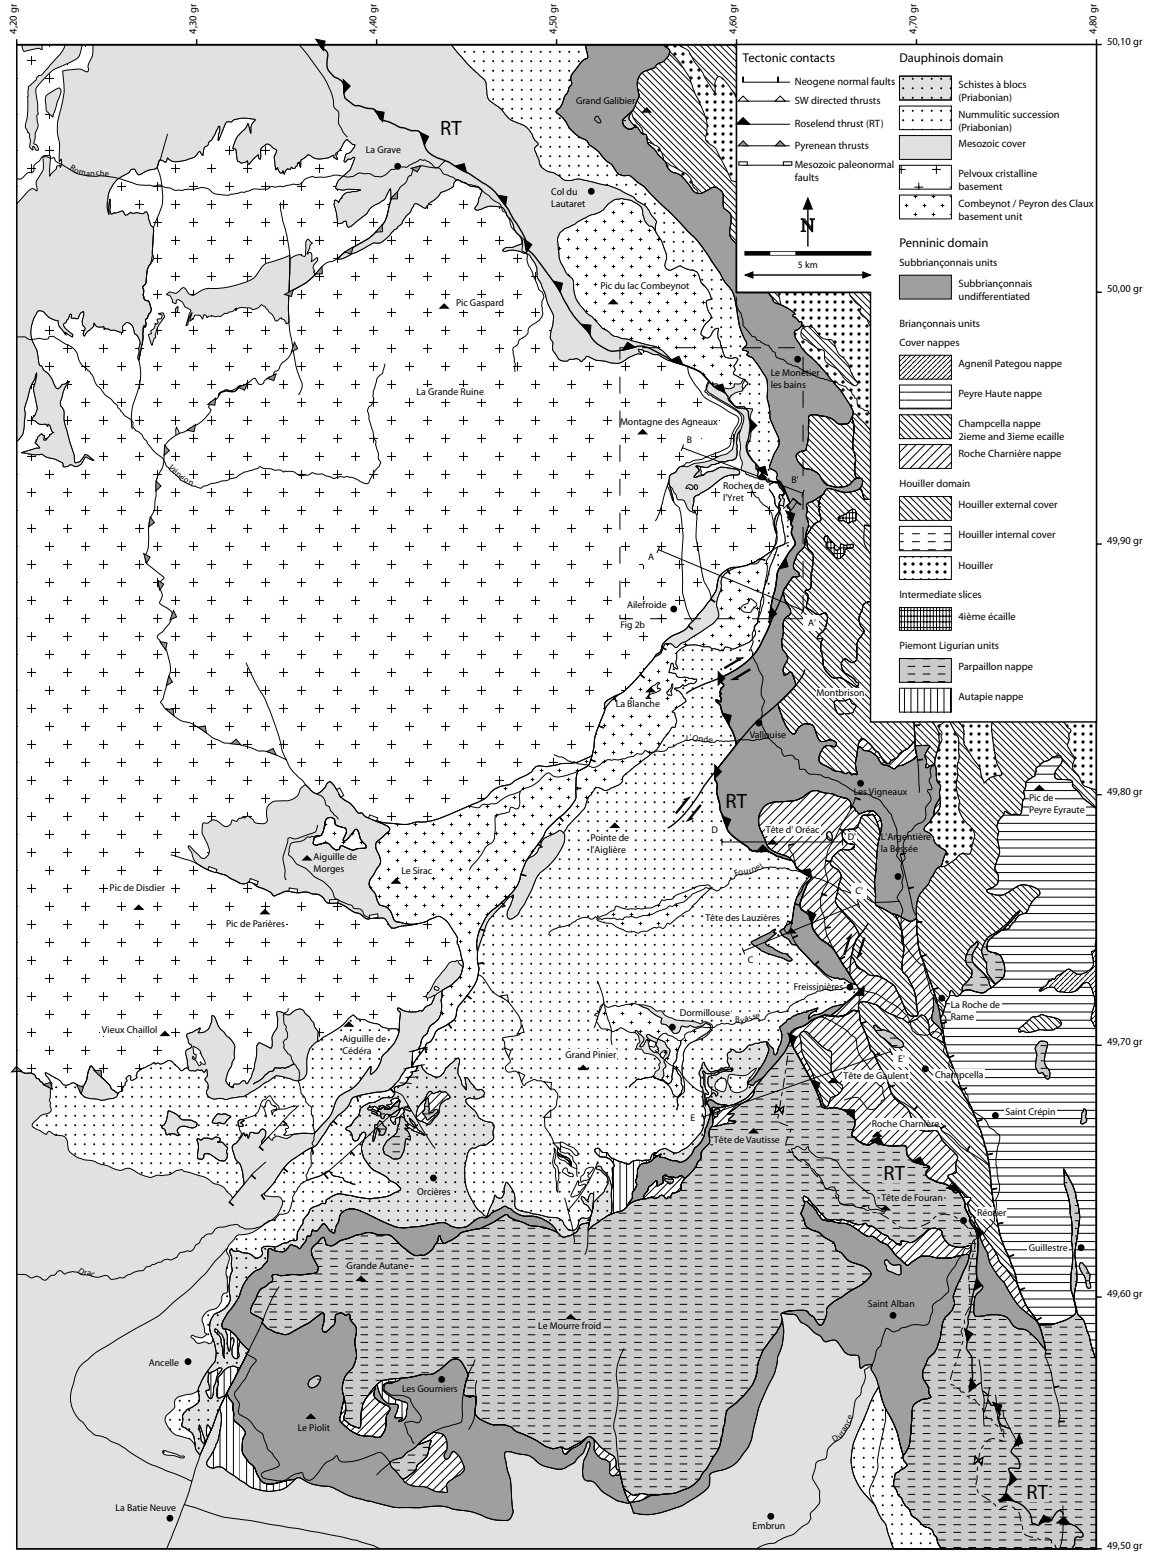 4,20 gr
4,30 gr
4,40 gr
4,50 gr
4,60 gr
4,70 gr
4,80 gr
50,10 gr
50,00 gr
49,90 gr
49,80 gr
49,70 gr
49,60 gr
49,50 gr
Tectonic contacts
Neogene normal faults
SW directed thrusts
Roselend thrust (RT)
Pyrenean thrusts
Mesozoic paleonormal
faults
N
5 km
Dauphinois domain
Schistes à blocs
(Priabonian)
Nummulitic succession
(Priabonian)
Mesozoic cover
Pelvoux cristalline
basement
Combeynot / Peyron des Claux
basement unit
Penninic domain
Subbriançonnais units
Subbriançonnais
undifferentiated
Briançonnais units
Cover nappes
Agnenil Pategou nappe
Peyre Haute nappe
Champcella nappe
2ieme and 3ieme ecaille
Roche Charnière nappe
Houiller domain
Houiller external cover
Houiller internal cover
Houiller
Intermediate slices
4ième écaille
Piemont Ligurian units
Parpaillon nappe
Autapie nappe
Grand Galibier
RT
La Grave
Romanche
Col du
Lautaret
Pic du lac Combeynot
Pic Gaspard
Le Monêtier
les bains
La Grande Ruine
Montagne des Agneaux
B
Vénéon
Rocher de
l'Yret
B'
A
Ailefroide
Fig 2b
A'
La Blanche
Montbrison
L'Onde
Vallouise
Les Vigneaux
RT
Pic de
Peyre Eyraute
D
Tête d' Oréac
D'
L'Argentière
la Bessée
Pointe de
l'Aiglière
Aiguille de
Morges
Le Sirac
Fournel
Pic de Disdier
C'
Pic de Parières
Tête des Lauzières
C
Freissinières
La Roche de
Rame
Dormillouse
Byasse
Vieux Chaillol
Aiguille de
Cédéra
Grand Pinier
E'
Tête de Gaulent
Champcella
E
Saint Crépin
Roche Charnière
Tête de Vautisse
RT
Orcières
Tête de Fouran
Réotier
Guillestre
Drac
Grande Autane
Saint Alban
Le Mourre froid
Ancelle
Les Gourniers
Le Piolit
Durance
RT
La Batie Neuve
Embrun